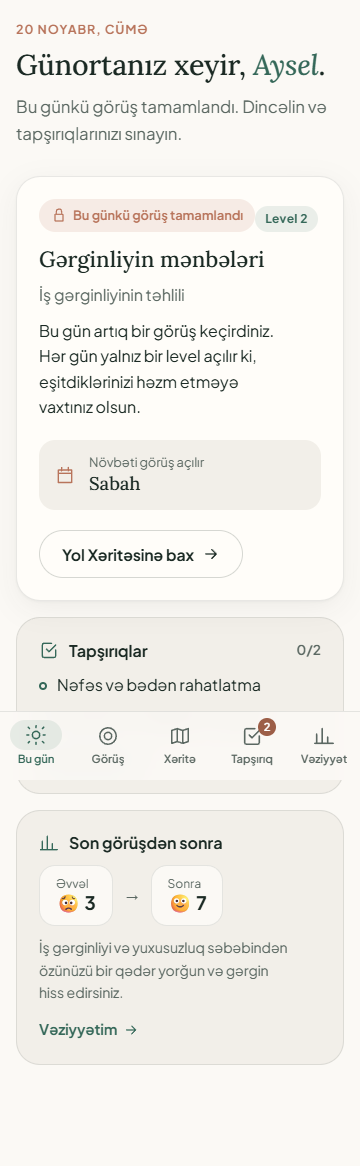 20 NOYABR, CÜMƏ
Günortanız xeyir, Aysel.
Bu günkü görüş tamamlandı. Dincəlin və
tapşırıqlarınızı sınayın.
Bu günkü görüş tamamlandı
Level 2
Gərginliyin mənbələri
İş gərginliyinin təhlili
Bu gün artıq bir görüş keçirdiniz.
Hər gün yalnız bir level açılır ki,
eşitdiklərinizi həzm etməyə
vaxtınız olsun.
Növbəti görüş açılır
Sabah
Yol Xəritəsinə bax →
Tapşırıqlar
0/2
Nəfəs və bədən rahatlatma
2
Bu gün
Görüş
Xəritə
Tapşırıq
Vəziyyət
Son görüşdən sonra
Əvvəl
3
→
Sonra
7
İş gərginliyi və yuxusuzluq səbəbindən
özünüzü bir qədər yorğun və gərgin
hiss edirsiniz.
Vəziyyətim →